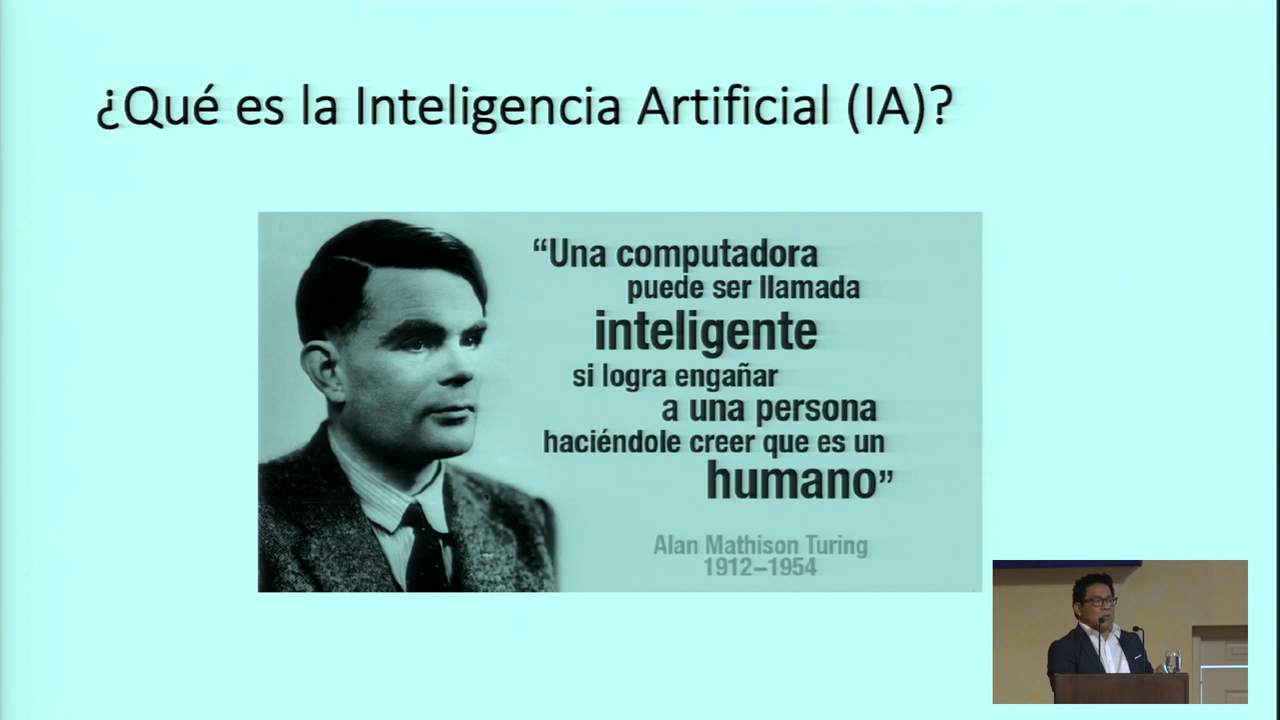 ¿Qué es la Inteligencia Artificial (IA)?
“Una computadora
puede ser llamada
inteligente
si logra engañar
a una persona
haciéndole creer que es un
humano”
Alan Mathison Turing
1912–1954